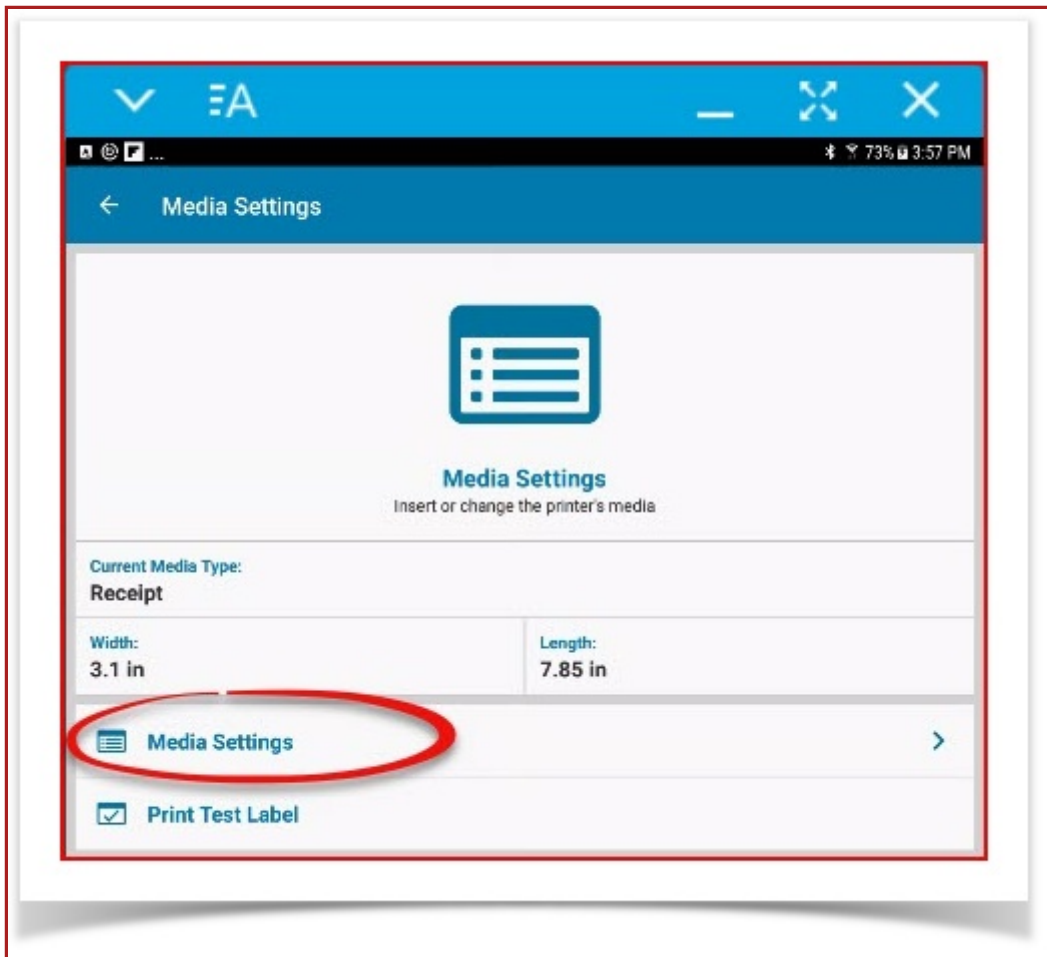 A
... 73% 3:57 PM
Media Settings
Media Settings
Insert or change the printer's media
Current Media Type:
Receipt
Width: Length:
3.1 in 7.85 in
Media Settings
Print Test Label